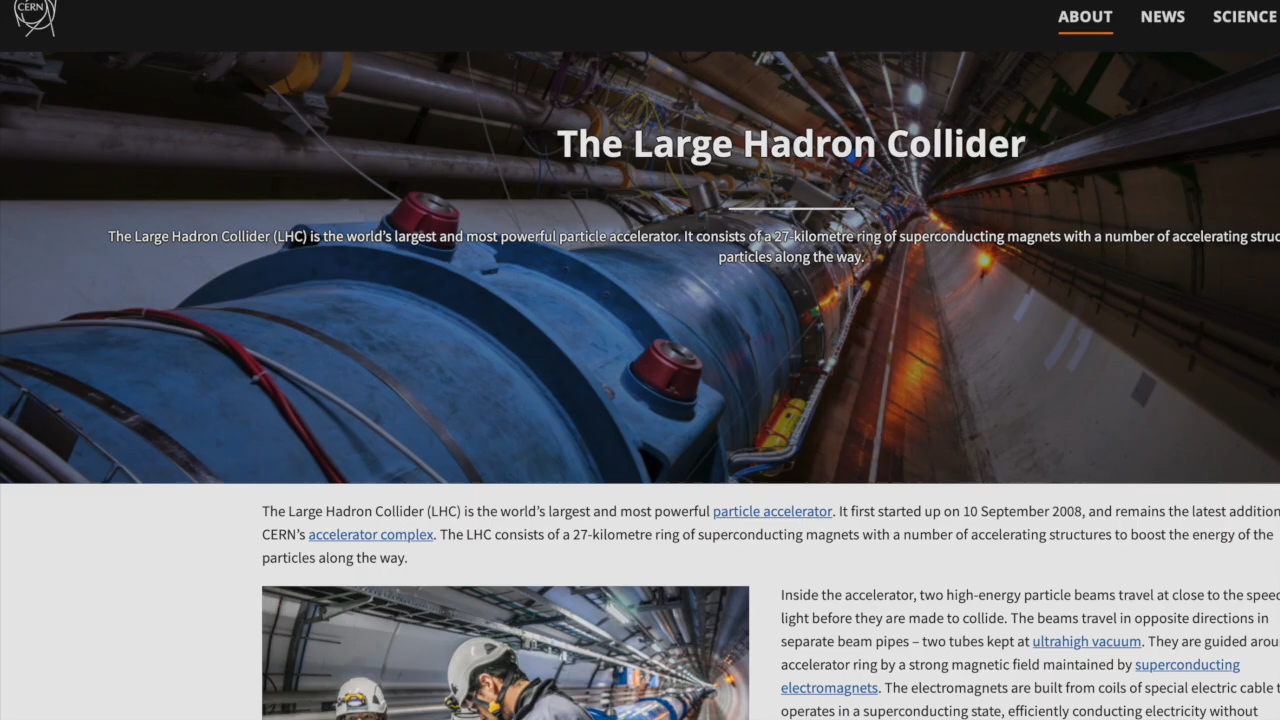 CERN
ABOUT NEWS SCIENCE
The Large Hadron Collider
The Large Hadron Collider (LHC) is the world's largest and most powerful particle accelerator. It consists of a 27-kilometre ring of superconducting magnets with a number of accelerating struc
particles along the way.
The Large Hadron Collider (LHC) is the world's largest and most powerful particle accelerator. It first started up on 10 September 2008, and remains the latest addition
CERN's accelerator complex. The LHC consists of a 27-kilometre ring of superconducting magnets with a number of accelerating structures to boost the energy of the
particles along the way.
Inside the accelerator, two high-energy particle beams travel at close to the speed
light before they are made to collide. The beams travel in opposite directions in
separate beam pipes – two tubes kept at ultrahigh vacuum. They are guided arou
accelerator ring by a strong magnetic field maintained by superconducting
electromagnets. The electromagnets are built from coils of special electric cable t
operates in a superconducting state, efficiently conducting electricity without